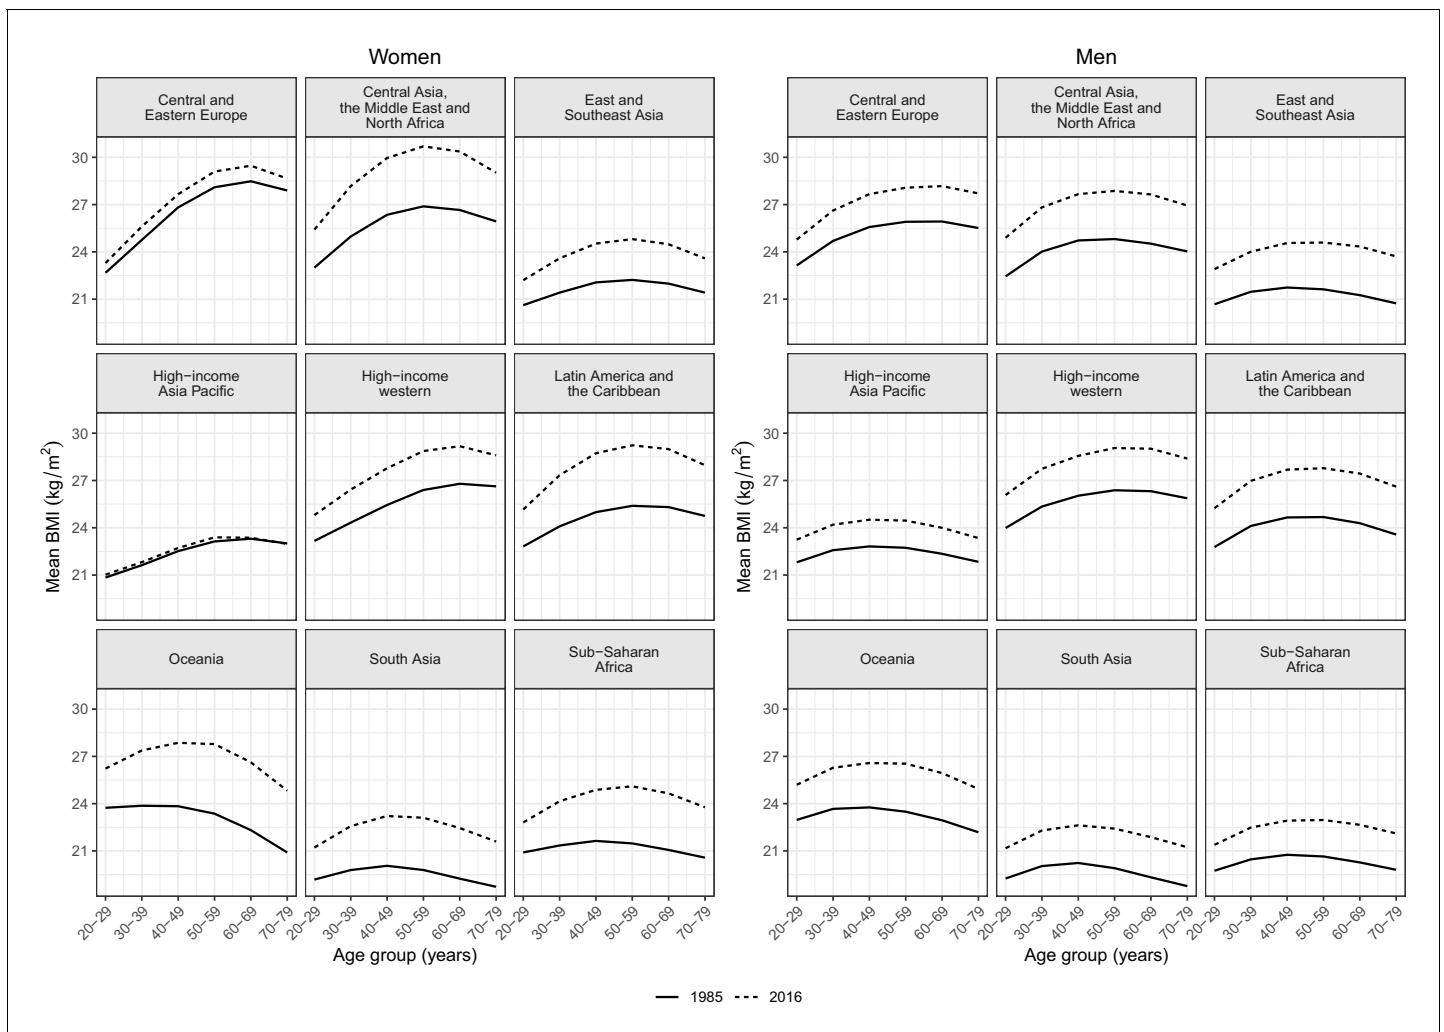 Women
Men
Central and
Eastern Europe
Central Asia,
the Middle East and
North Africa
East and
Southeast Asia
Central and
Eastern Europe
Central Asia,
the Middle East and
North Africa
East and
Southeast Asia
30
27
24
21
30
27
24
21
High−income
Asia Pacific
High−income
western
Latin America and
the Caribbean
High−income
Asia Pacific
High−income
western
Latin America and
the Caribbean
Mean BMI (kg/m²)
30
27
24
21
Mean BMI (kg/m²)
30
27
24
21
Oceania
South Asia
Sub−Saharan
Africa
Oceania
South Asia
Sub−Saharan
Africa
30
27
24
21
30
27
24
21
20−29 30−39 40−49 50−59 60−69 70−79
20−29 30−39 40−49 50−59 60−69 70−79
20−29 30−39 40−49 50−59 60−69 70−79
20−29 30−39 40−49 50−59 60−69 70−79
20−29 30−39 40−49 50−59 60−69 70−79
20−29 30−39 40−49 50−59 60−69 70−79
Age group (years)
Age group (years)
1985 2016